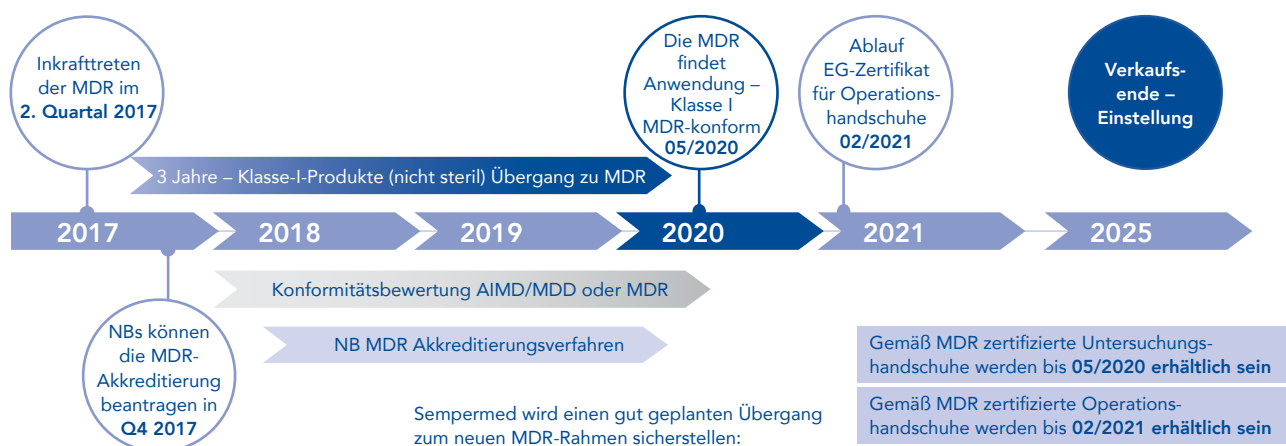 Inkrafttreten
der MDR im
2. Quartal 2017
Die MDR
findet
Anwendung –
Klasse I
MDR-konform
05/2020
Ablauf
EG-Zertifikat
für Operations-
handschuhe
02/2021
Verkaufs-
ende –
Einstellung
3 Jahre – Klasse-I-Produkte (nicht steril) Übergang zu MDR
2017
2018
2019
2020
2021
2025
Konformitätsbewertung AIMD/MDD oder MDR
NB MDR Akkreditierungsverfahren
NBs können
die MDR-
Akkreditierung
beantragen in
Q4 2017
Gemäß MDR zertifizierte Untersuchungs-
handschuhe werden bis 05/2020 erhältlich sein
Gemäß MDR zertifizierte Operations-
handschuhe werden bis 02/2021 erhältlich sein
Sempermed wird einen gut geplanten Übergang
zum neuen MDR-Rahmen sicherstellen: